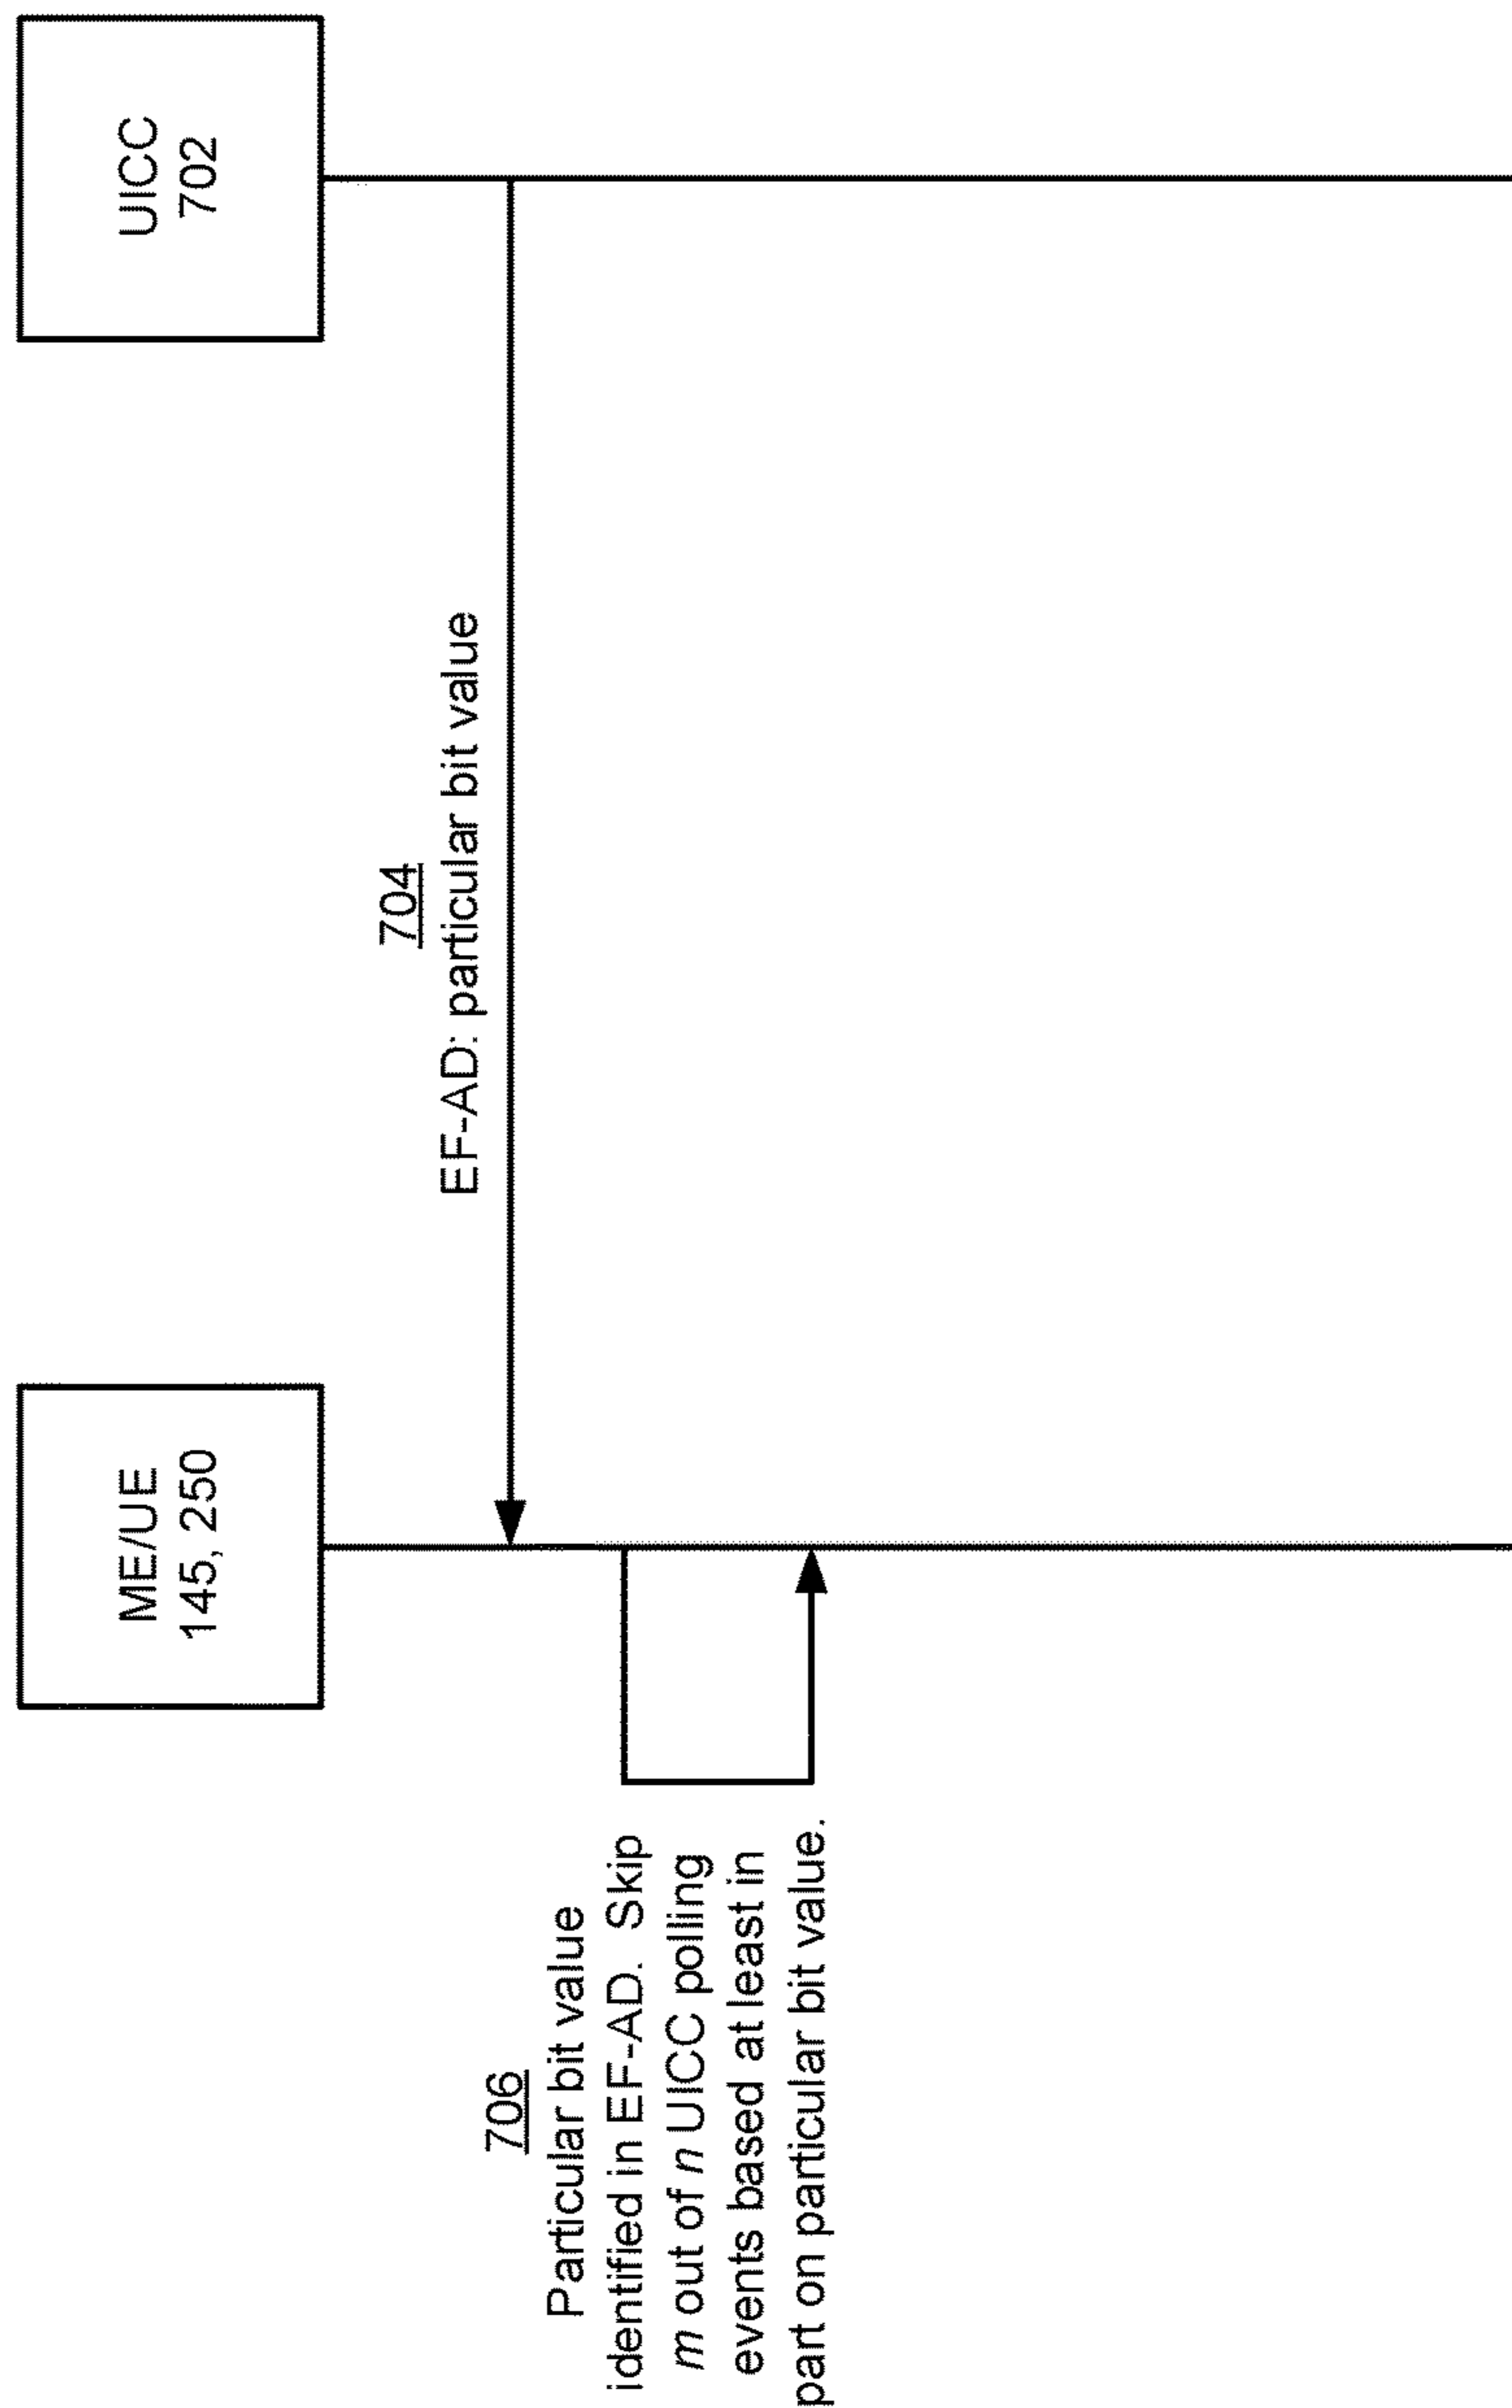 ME/UE
145, 250
UICC
702
704
EF-AD: particular bit value
706
Particular bit value
identified in EF-AD. Skip
m out of n UICC polling
events based at least in
part on particular bit value.